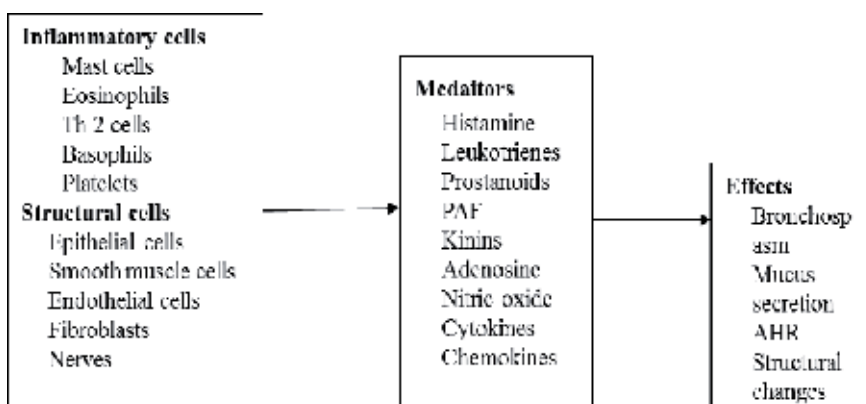 Inflammatory cells
Mast cells
Eosinophils
Th 2 cells
Basophils
Platelets
Structural cells
Epithelial cells
Smooth muscle cells
Endothelial cells
Fibroblasts
Nerves
Medaitors
Histamine
Leukotrienes
Prostanoids
PAF
Kinins
Adenosine
Nitric oxide
Cytokines
Chemokines
Effects
Bronchosp
asm
Mucus
secretion
AHR
Structural
changes